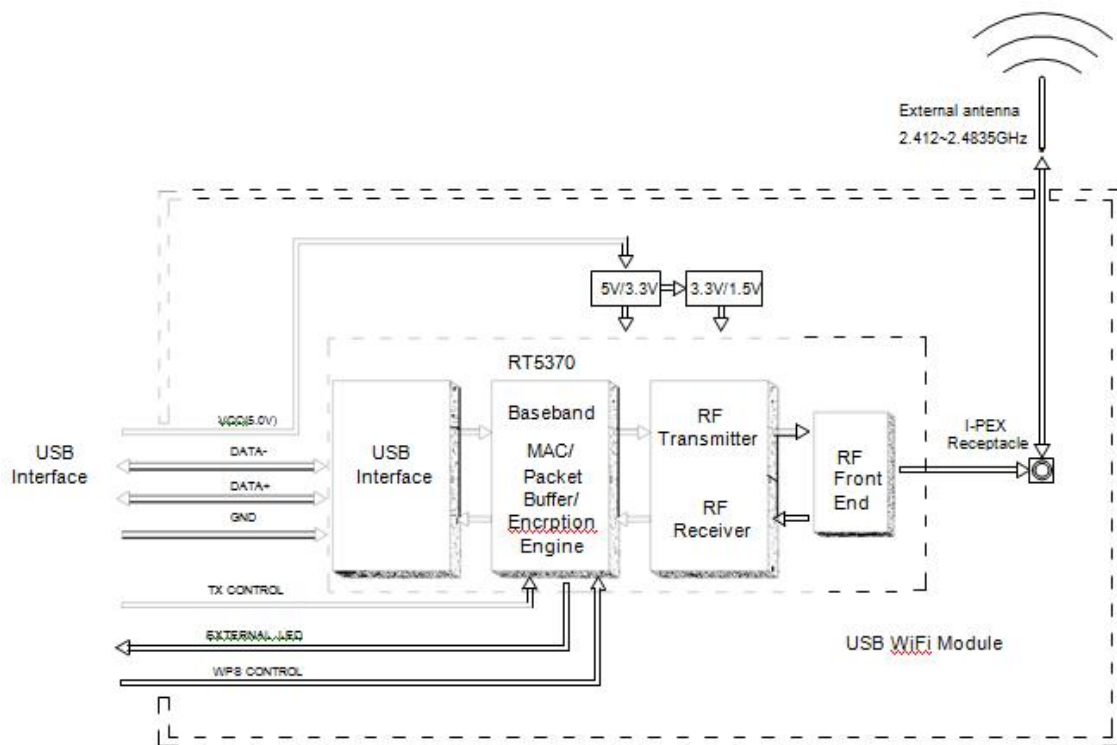 External antenna
2.412~2.4835GHz
5V/3.3V
3.3V/1.5V
RT5370
VCC(5.0V)
DATA-
DATA+
GND
USB
Interface
USB
Interface
Baseband
MAC/
Packet
Buffer/
Encrption
Engine
RF
Transmitter
RF
Receiver
RF
Front
End
I-PEX
Receptacle
TX CONTROL
EXTERNAL LED
WPS CONTROL
USB WiFi Module